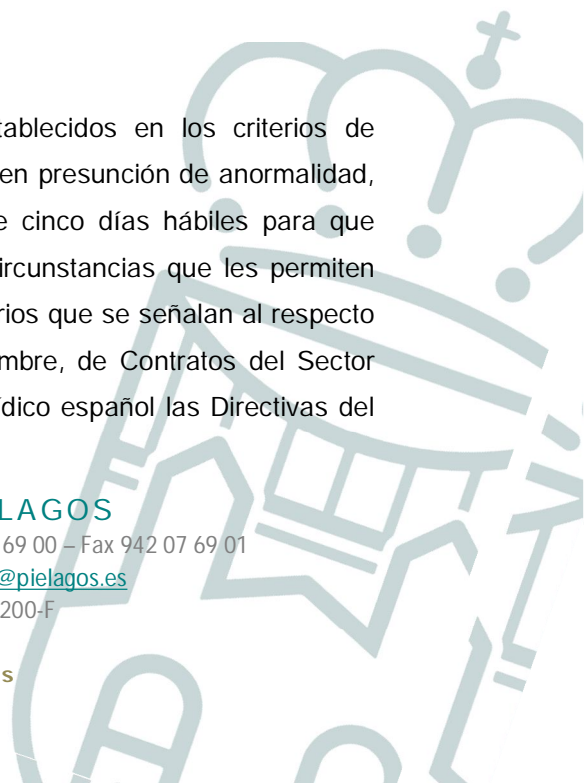 tablecidos en los criterios de
en presunción de anormalidad,
e cinco días hábiles para que
ircunstancias que les permiten
rios que se señalan al respecto
mbre, de Contratos del Sector
ídico español las Directivas del
LAGOS
69 00 – Fax 942 07 69 01
@pielagos.es
200-F
s